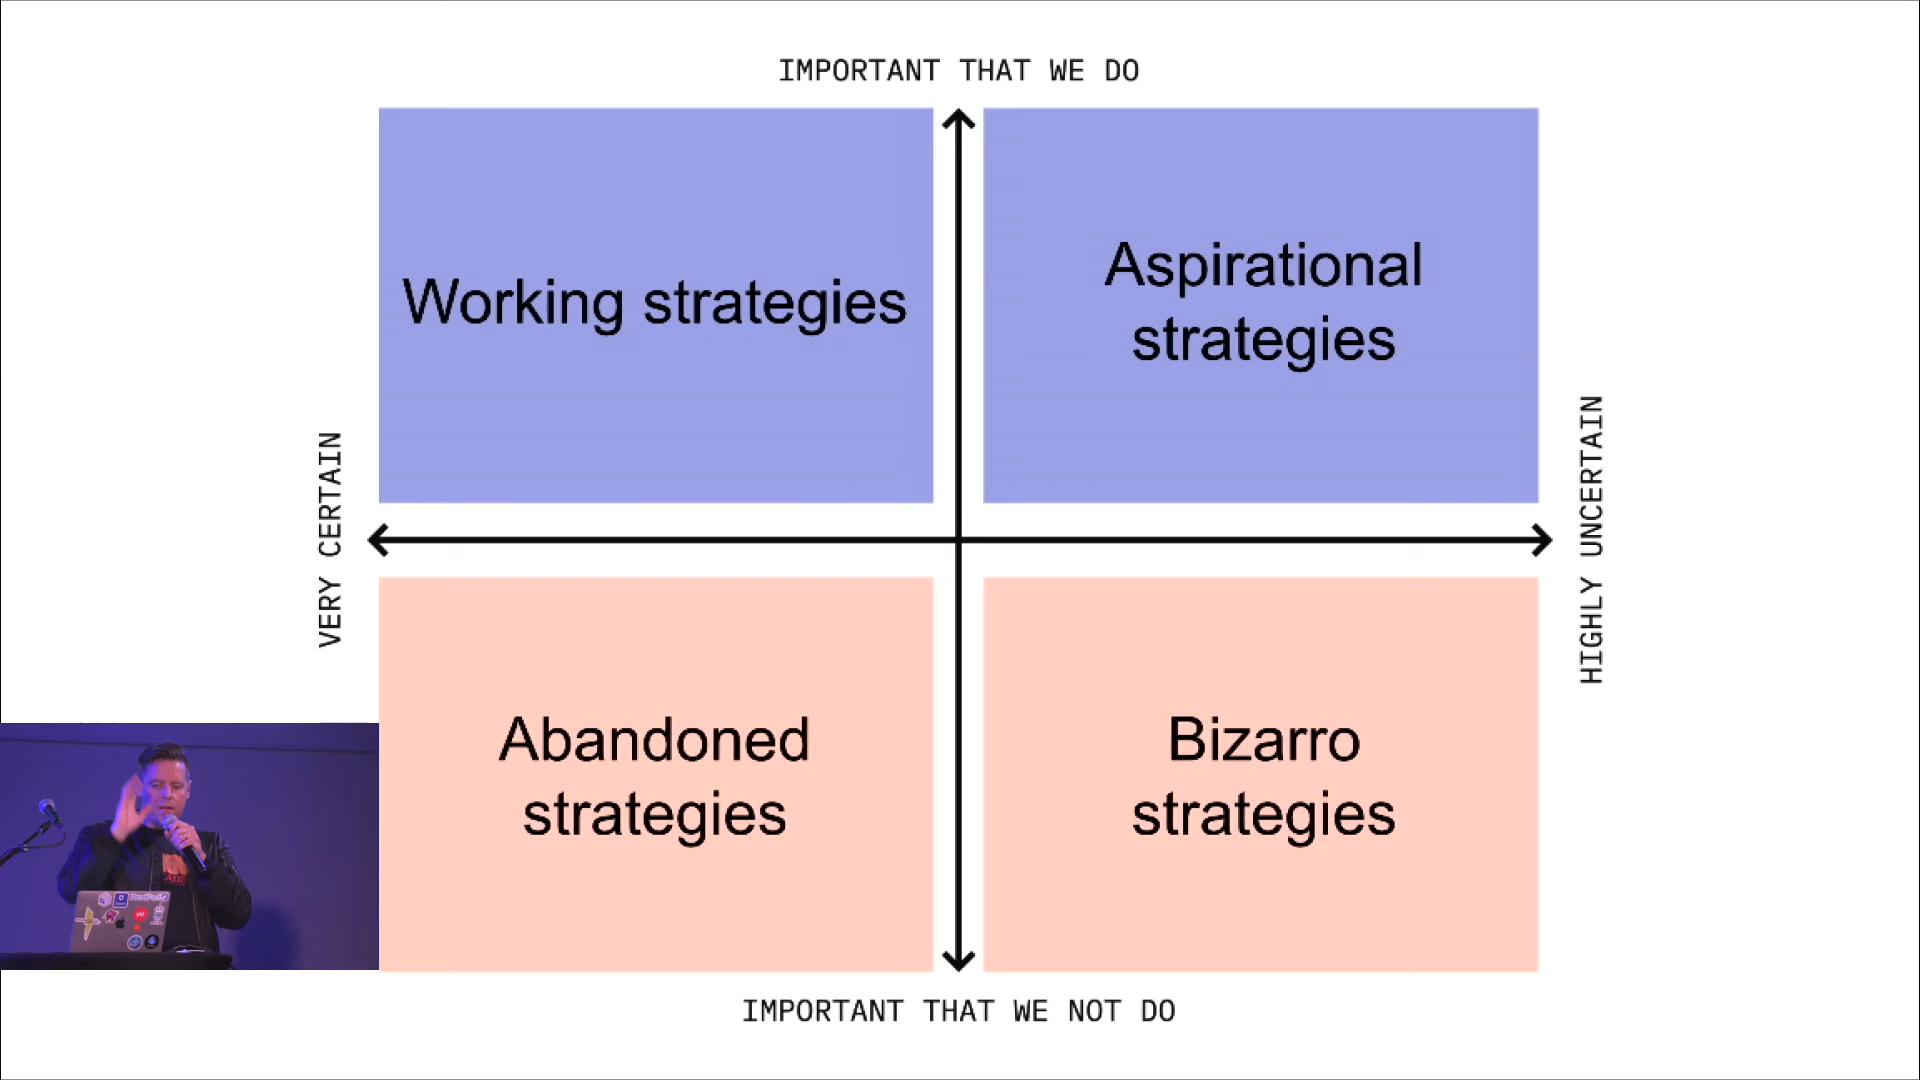 IMPORTANT THAT WE DO
Working strategies
Aspirational
strategies
VERY CERTAIN
HIGHLY UNCERTAIN
Abandoned
strategies
Bizarro
strategies
IMPORTANT THAT WE NOT DO